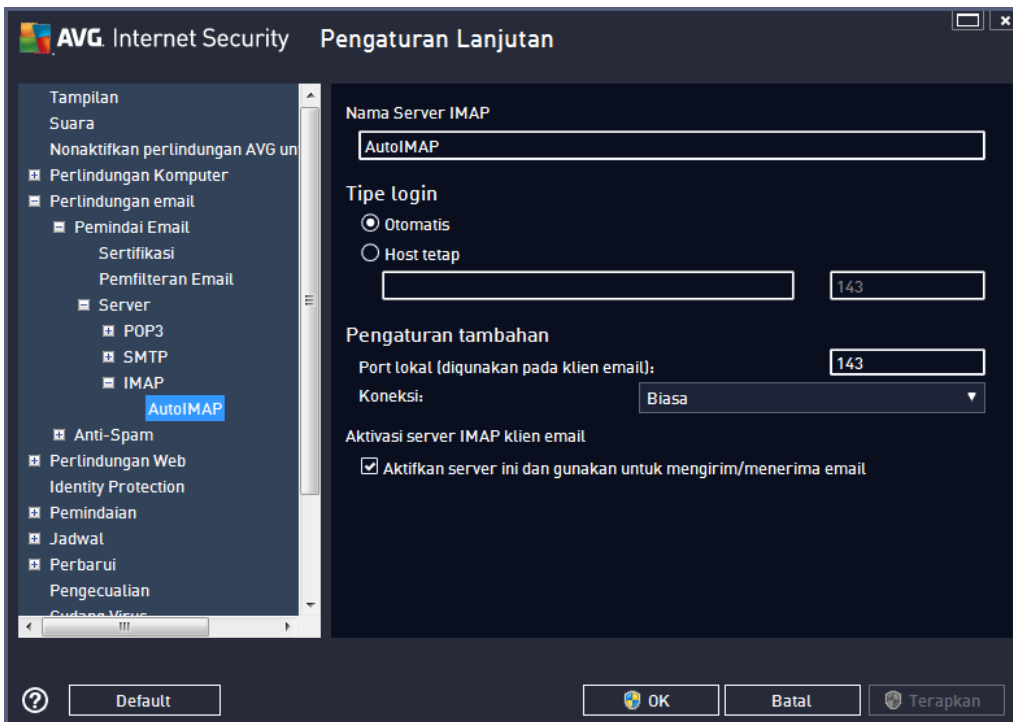 AVG. Internet Security Pengaturan Lanjutan
Tampilan
Suara
Nonaktifkan perlindungan AVG un
Perlindungan Komputer
Perlindungan email
Pemindai Email
Sertifikasi
Pemfilteran Email
Server
POP3
SMTP
IMAP
AutoIMAP
Anti-Spam
Perlindungan Web
Identity Protection
Pemindaian
Jadwal
Perbarui
Pengecualian
Gudang Virus
Nama Server IMAP
AutoIMAP
Tipe login
Otomatis
Host tetap
143
Pengaturan tambahan
Port lokal (digunakan pada klien email): 143
Koneksi: Biasa
Aktivasi server IMAP klien email
Aktifkan server ini dan gunakan untuk mengirim/menerima email
? Default OK Batal Terapkan